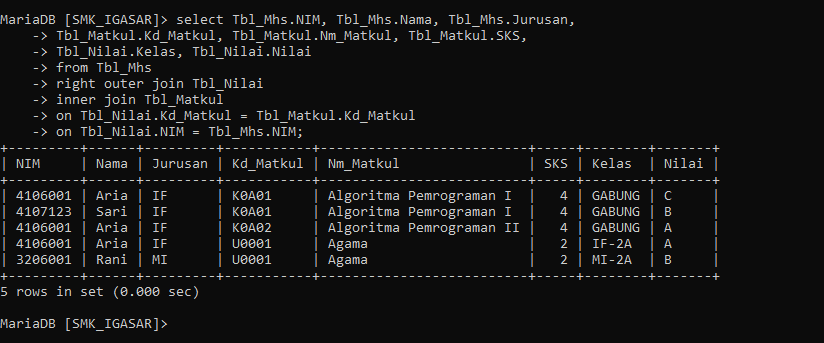 MariaDB [SMK_IGASAR]> select Tbl_Mhs.NIM, Tbl_Mhs.Nama, Tbl_Mhs.Jurusan,
    -> Tbl_Matkul.Kd_Matkul, Tbl_Matkul.Nm_Matkul, Tbl_Matkul.SKS,
    -> Tbl_Nilai.Kelas, Tbl_Nilai.Nilai
    -> from Tbl_Mhs
    -> right outer join Tbl_Nilai
    -> inner join Tbl_Matkul
    -> on Tbl_Nilai.Kd_Matkul = Tbl_Matkul.Kd_Matkul
    -> on Tbl_Nilai.NIM = Tbl_Mhs.NIM;
+---------+------+---------+-----------+--------------------------+-----+--------+-------+
| NIM     | Nama | Jurusan | Kd_Matkul | Nm_Matkul                | SKS | Kelas  | Nilai |
+---------+------+---------+-----------+--------------------------+-----+--------+-------+
| 4106001 | Aria | IF      | K0A01     | Algoritma Pemrograman I  |   4 | GABUNG | C     |
| 4107123 | Sari | IF      | K0A01     | Algoritma Pemrograman I  |   4 | GABUNG | B     |
| 4106001 | Aria | IF      | K0A02     | Algoritma Pemrograman II |   4 | GABUNG | A     |
| 4106001 | Aria | IF      | U0001     | Agama                    |   2 | IF-2A  | A     |
| 3206001 | Rani | MI      | U0001     | Agama                    |   2 | MI-2A  | B     |
+---------+------+---------+-----------+--------------------------+-----+--------+-------+
5 rows in set (0.000 sec)
MariaDB [SMK_IGASAR]>